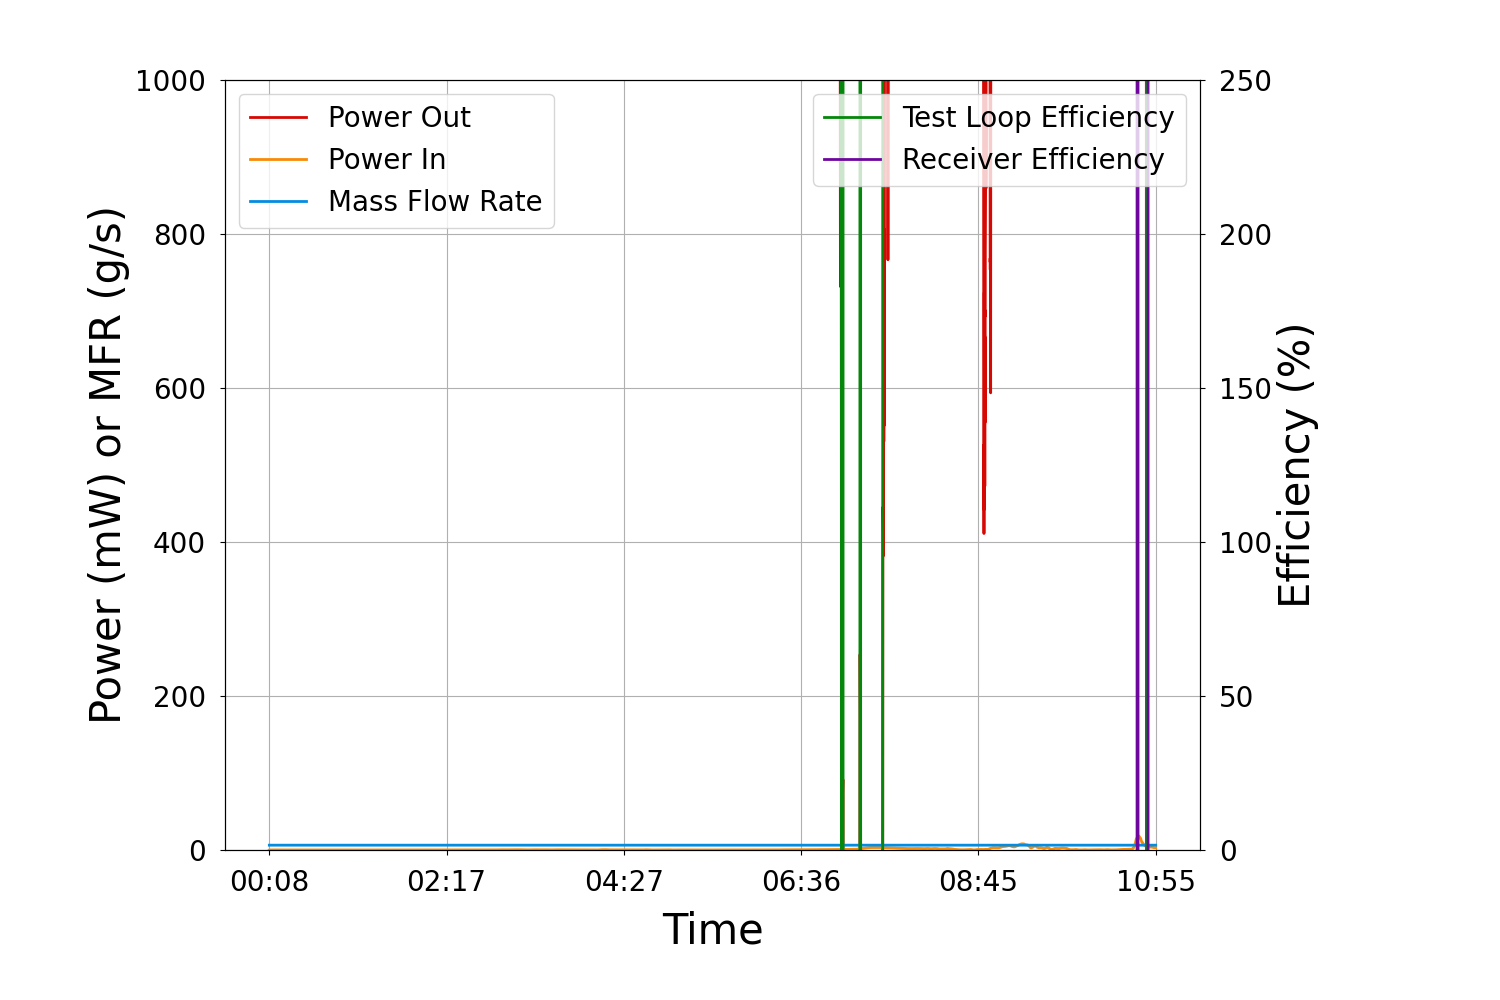 1000
800
600
400
200
0
Power (mW) or MFR (g/s)
Power Out
Power In
Mass Flow Rate
Test Loop Efficiency
Receiver Efficiency
250
200
150
100
50
0
Efficiency (%)
00:08 02:17 04:27 06:36 08:45 10:55
Time